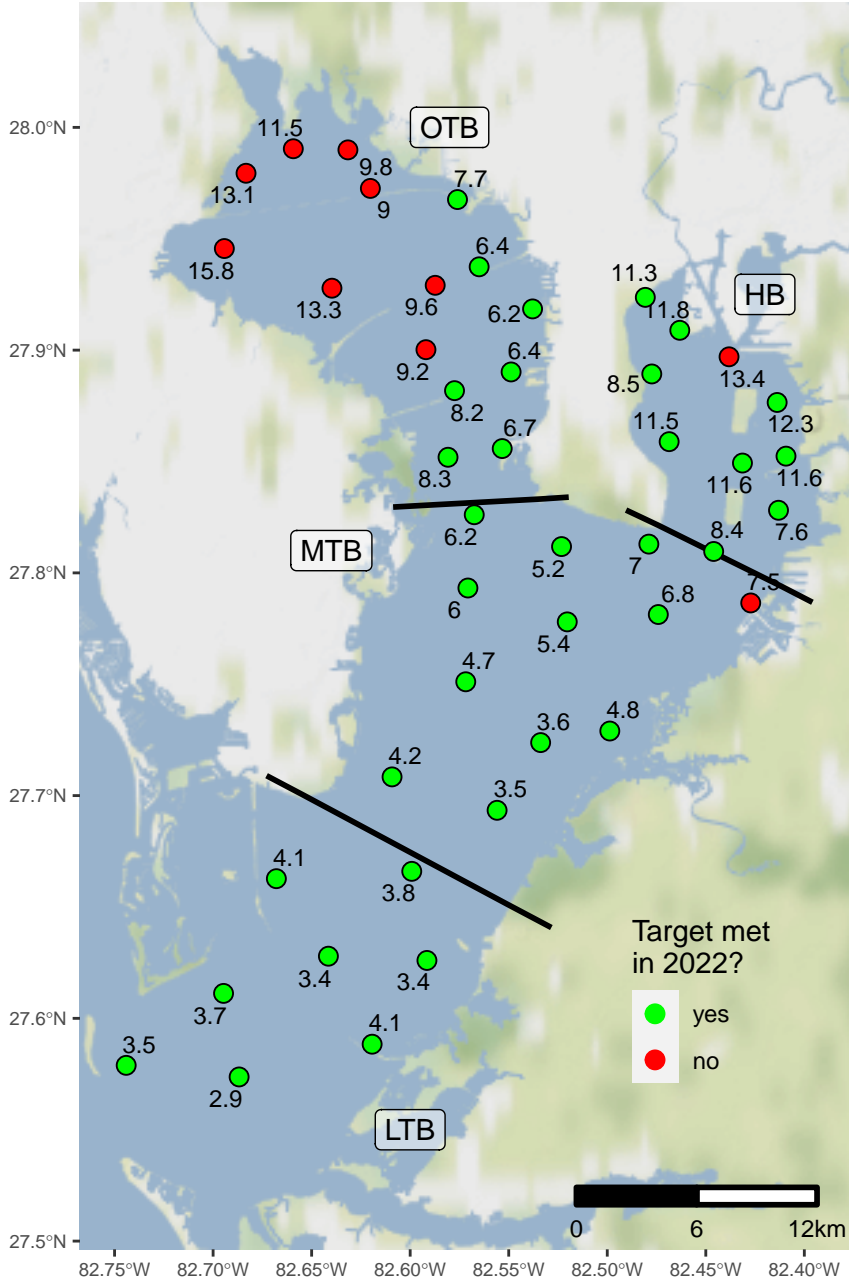 28.0°N
27.9°N
27.8°N
27.7°N
27.6°N
27.5°N
OTB
11.5
9.8
13.1
9
7.7
15.8
6.4
13.3
9.6
6.2
11.3
HB
11.8
9.2
6.4
8.5
13.4
8.2
12.3
8.3
6.7
11.5
11.6
11.6
MTB
6.2
5.2
7
8.4
7.6
7.5
6
5.4
6.8
4.7
3.6
4.8
4.2
3.5
4.1
3.8
3.4
3.4
3.7
4.1
3.5
2.9
LTB
Target met
in 2022?
yes
no
0 6 12km
82.75°W 82.70°W 82.65°W 82.60°W 82.55°W 82.50°W 82.45°W 82.40°W